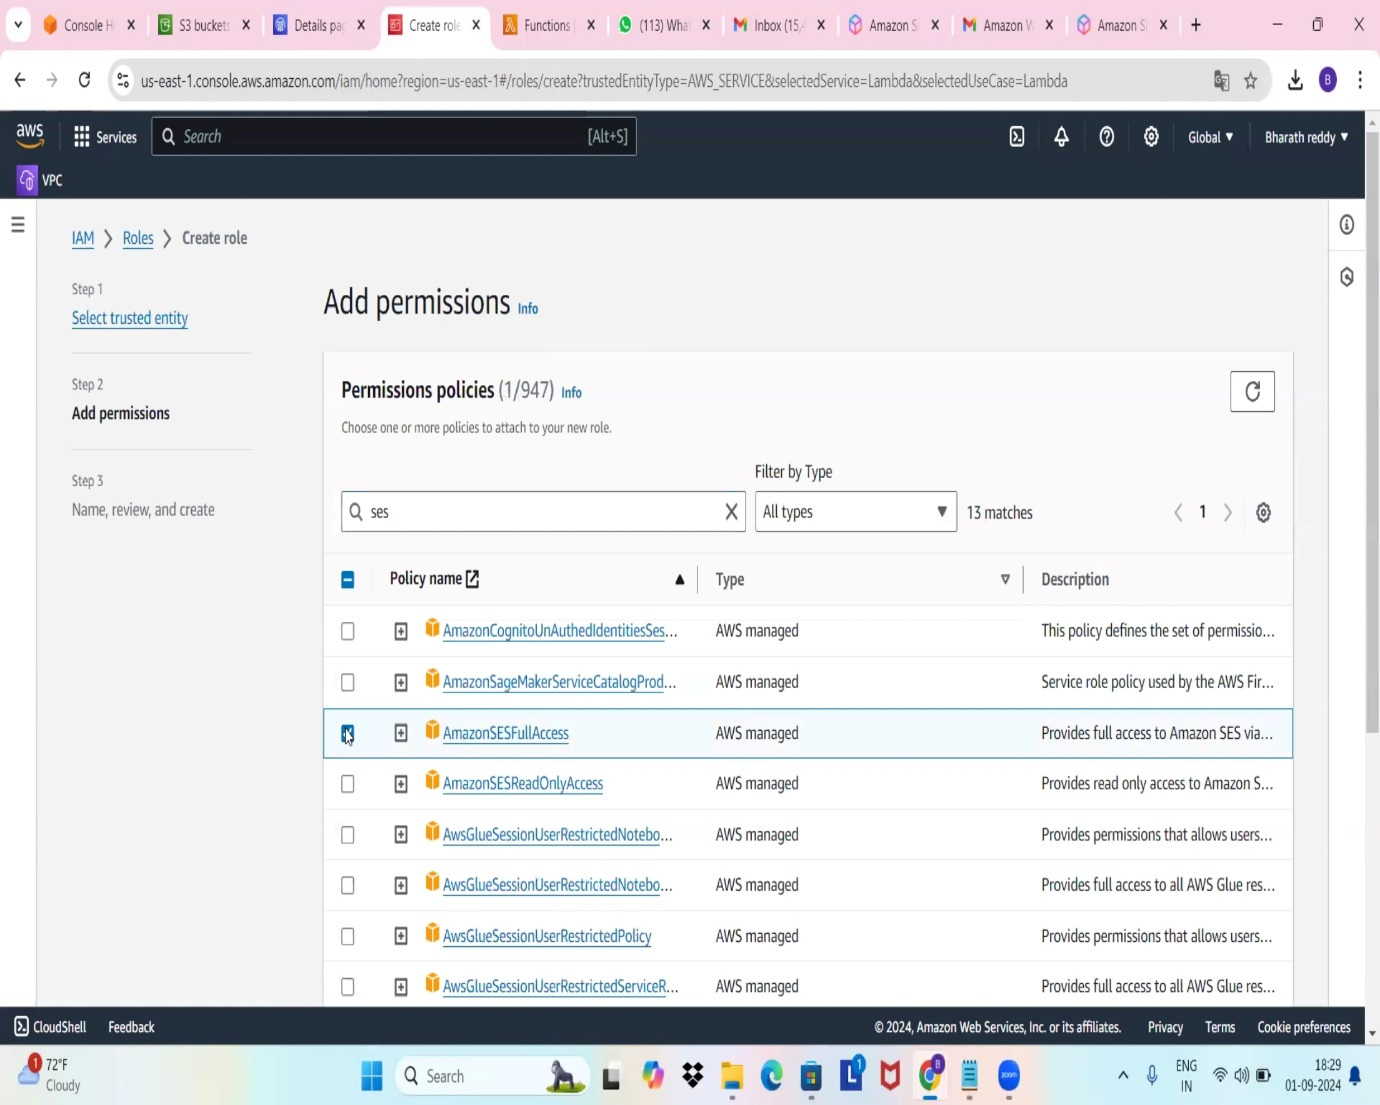 Console H
S3 buckets
Details pag
Create role
Functions
(113) Wha
Inbox (15,4
Amazon S
Amazon W
Amazon S
us-east-1.console.aws.amazon.com/iam/home?region=us-east-1#/roles/create?trustedEntityType=AWS_SERVICE&selectedService=Lambda&selectedUseCase=Lambda
B
aws
Services
Search
[Alt+S]
Global
Bharath reddy
VPC
IAM > Roles > Create role
Step 1
Select trusted entity
Step 2
Add permissions
Step 3
Name, review, and create
Add permissions Info
Permissions policies (1/947) Info
Choose one or more policies to attach to your new role.
Filter by Type
ses
All types
13 matches
1
Policy name
Type
Description
AmazonCognitoUnAuthedIdentitiesSes... AWS managed This policy defines the set of permissio...
AmazonSageMakerServiceCatalogProd... AWS managed Service role policy used by the AWS Fir...
AmazonSESFullAccess AWS managed Provides full access to Amazon SES via...
AmazonSESReadOnlyAccess AWS managed Provides read only access to Amazon S...
AwsGlueSessionUserRestrictedNotebo... AWS managed Provides permissions that allows users...
AwsGlueSessionUserRestrictedNotebo... AWS managed Provides full access to all AWS Glue res...
AwsGlueSessionUserRestrictedPolicy AWS managed Provides permissions that allows users...
AwsGlueSessionUserRestrictedServiceR... AWS managed Provides full access to all AWS Glue res...
CloudShell
Feedback
© 2024, Amazon Web Services, Inc. or its affiliates.
Privacy
Terms
Cookie preferences
1
72°F
Cloudy
Search
L
1
B
zoom
ENG
IN
18:29
01-09-2024